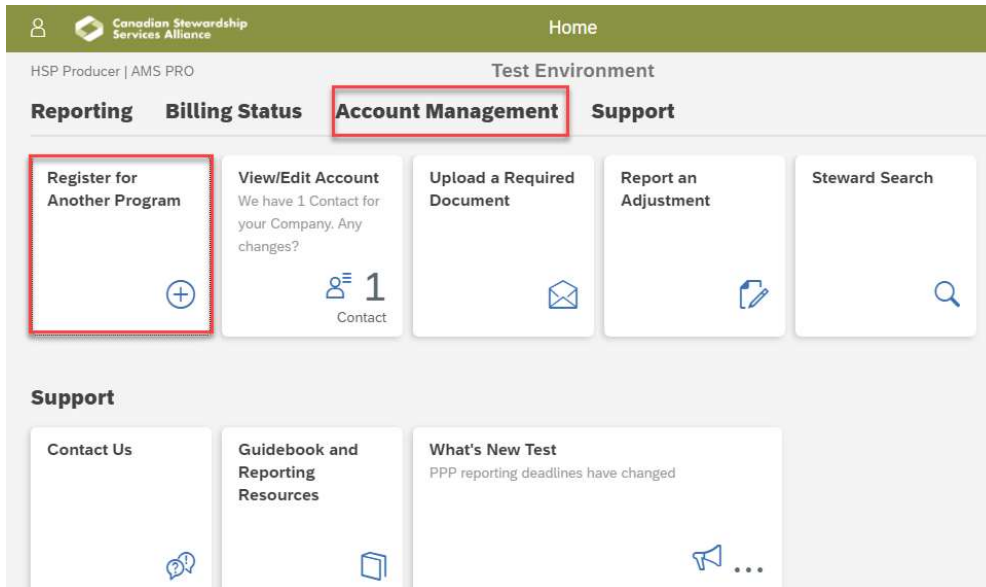 Canadian Stewardship
Services Alliance
Home
HSP Producer | AMS PRO
Test Environment
Reporting
Billing Status
Account Management
Support
Register for
Another Program
View/Edit Account
We have 1 Contact for
your Company. Any
changes?
1
Contact
Upload a Required
Document
Report an
Adjustment
Steward Search
Support
Contact Us
Guidebook and
Reporting
Resources
What's New Test
PPP reporting deadlines have changed
...